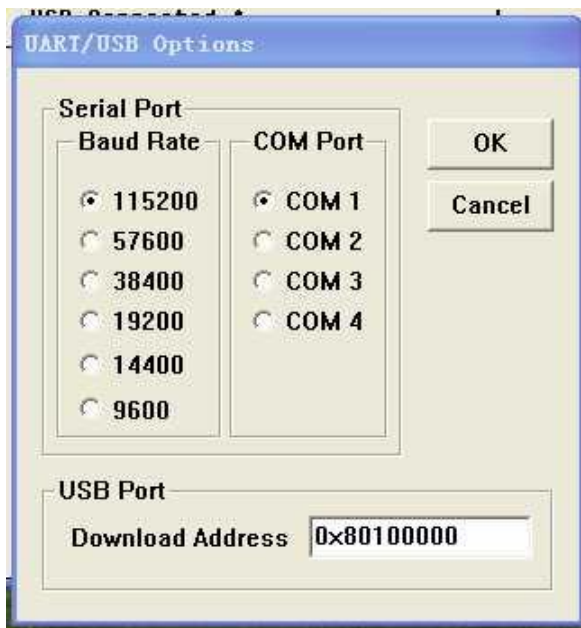 UART/USB Options
Serial Port
Baud Rate
COM Port
OK
115200
COM 1
Cancel
57600
COM 2
38400
COM 3
19200
COM 4
14400
9600
USB Port
Download Address
0x80100000